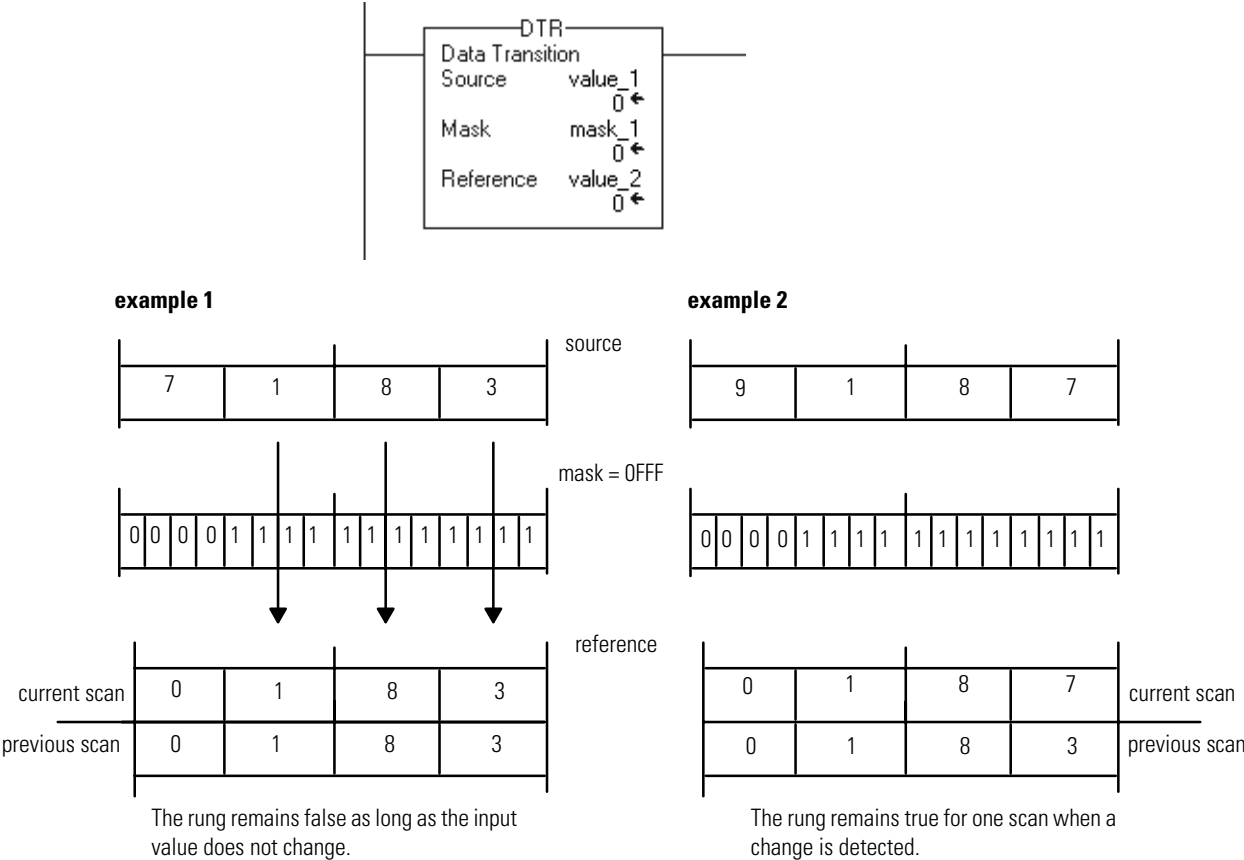 DTR
Data Transition
Source value_1
0
Mask mask_1
0
Reference value_2
0
example 1
example 2
source
7 1 8 3
9 1 8 7
mask = 0FFF
0 0 0 0 1 1 1 1 1 1 1 1 1 1 1 1
0 0 0 0 1 1 1 1 1 1 1 1 1 1 1 1
reference
current scan 0 1 8 3
0 1 8 7 current scan
previous scan 0 1 8 3
0 1 8 3 previous scan
The rung remains false as long as the input
value does not change.
The rung remains true for one scan when a
change is detected.